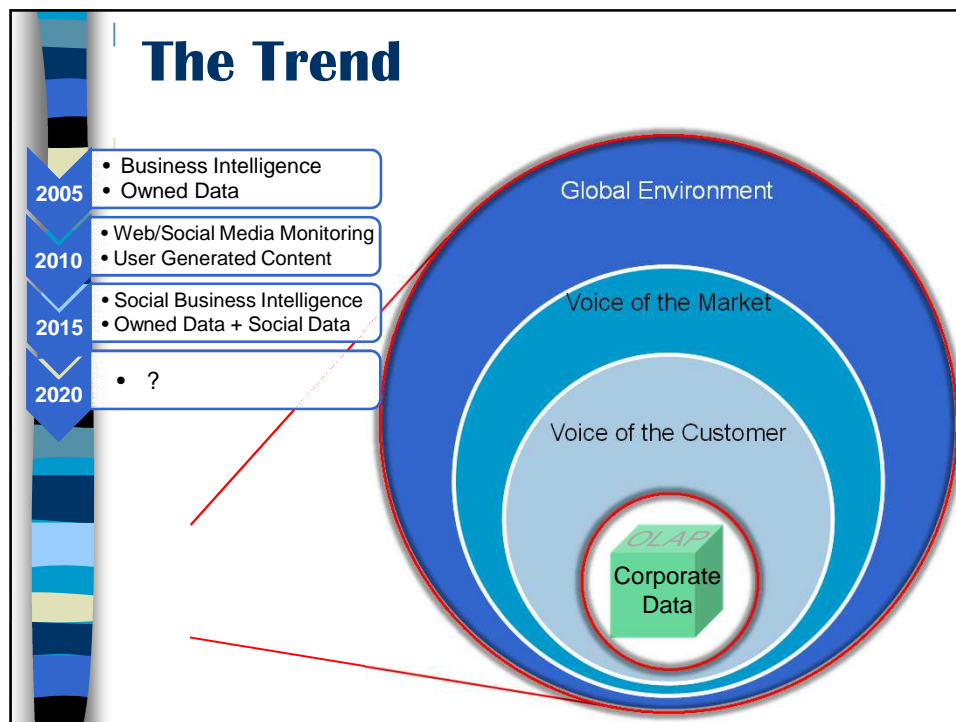 The Trend
2005
• Business Intelligence
• Owned Data
2010
• Web/Social Media Monitoring
• User Generated Content
2015
• Social Business Intelligence
• Owned Data + Social Data
2020
• ?
Global Environment
Voice of the Market
Voice of the Customer
OLAP
Corporate
Data